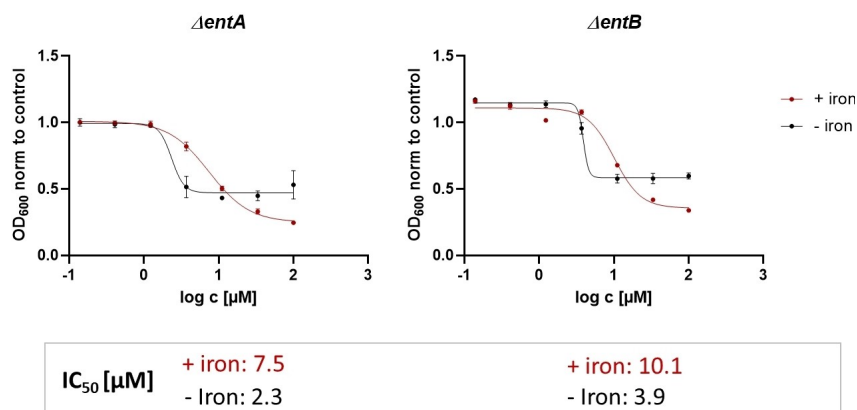 ΔentA
ΔentB
1.5
1.0
0.5
0.0
OD600 norm to control
-1 0 1 2 3
log c [µM]
1.5
1.0
0.5
0.0
OD600 norm to control
-1 0 1 2 3
log c [µM]
+ iron
- iron
IC50 [µM]
+ iron: 7.5
- Iron: 2.3
+ iron: 10.1
- Iron: 3.9